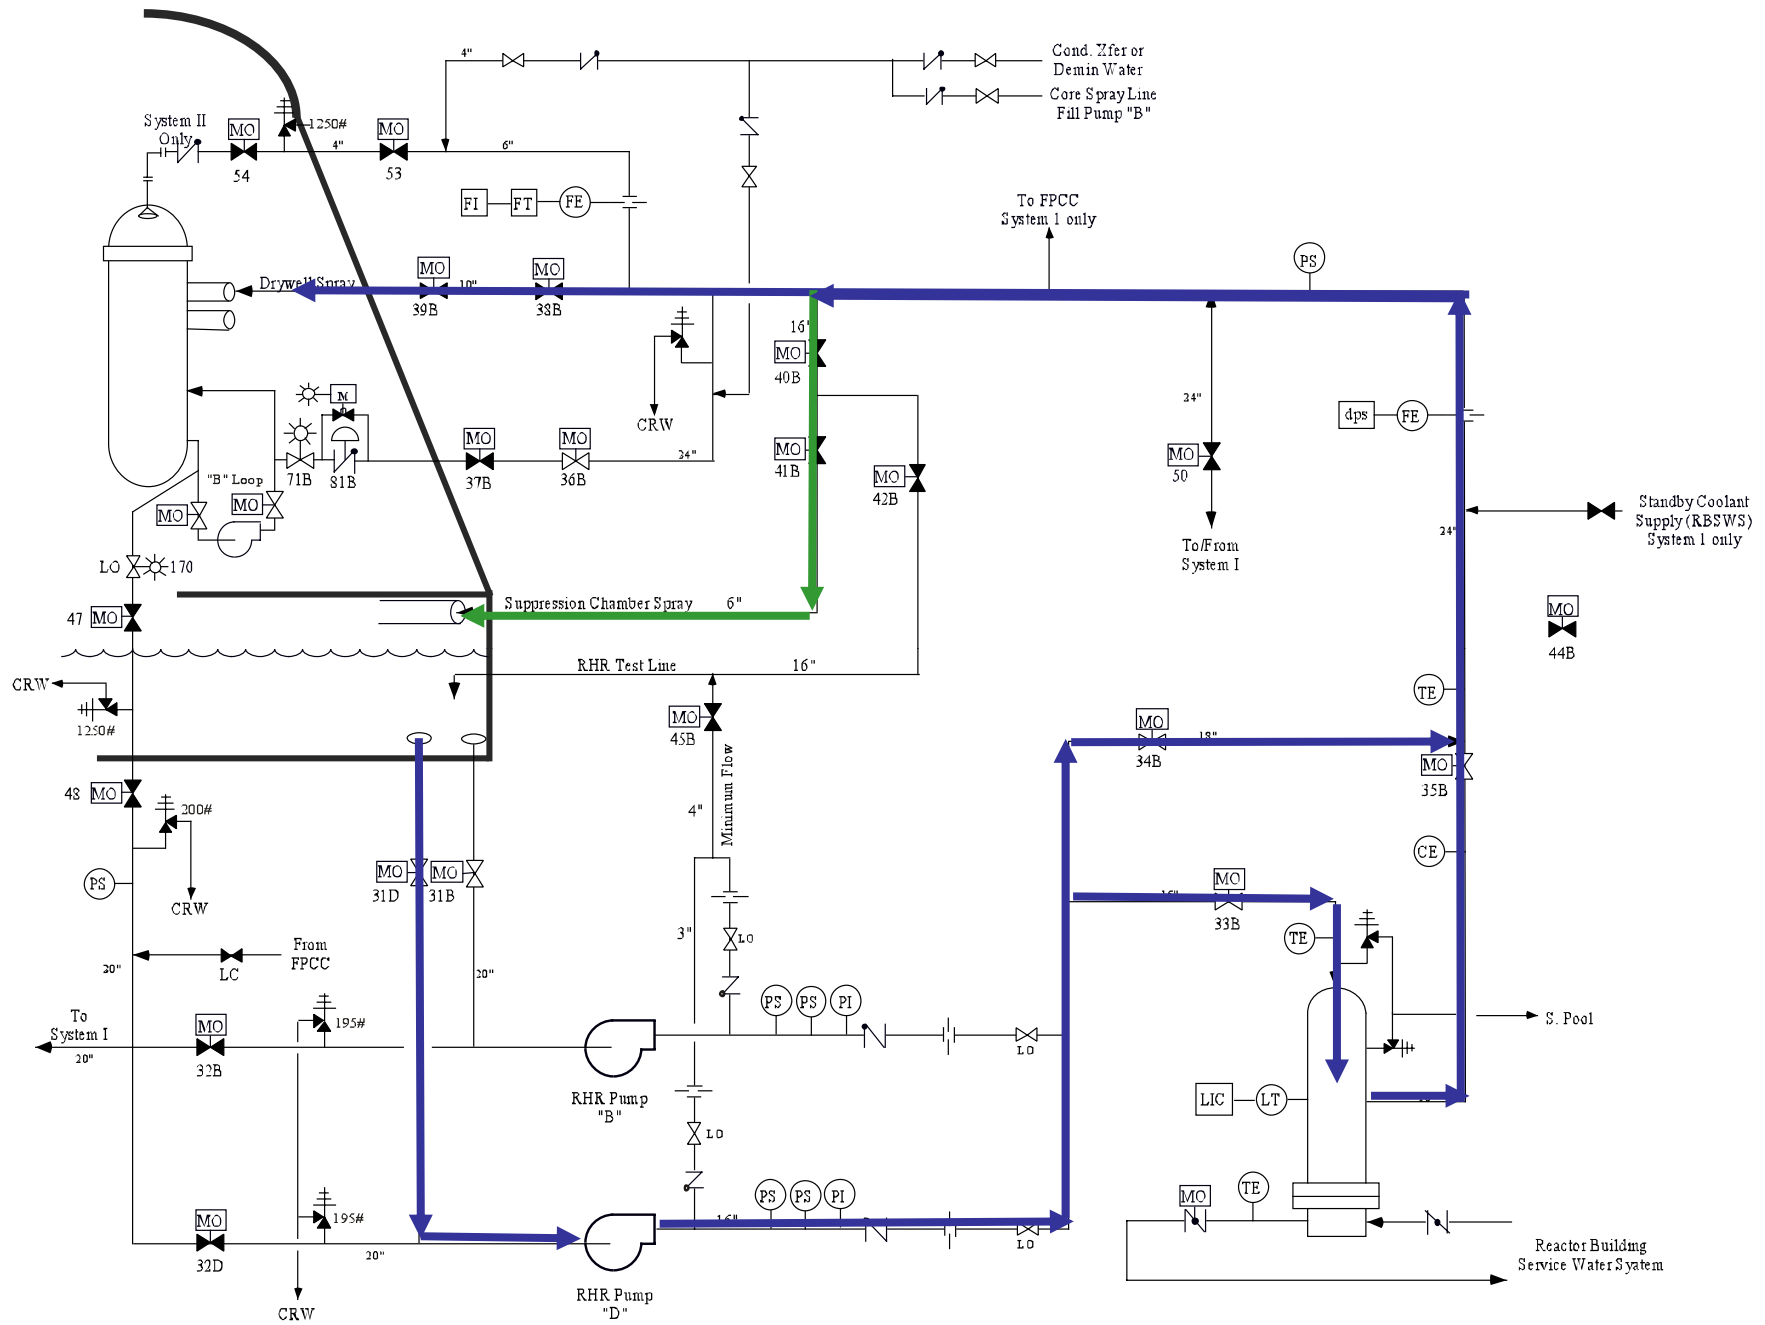 4"
Cond. Xfer or
Demin Water
Core Spray Line
Fill Pump "B"
System II
Only
MO
1250#
MO
4"
6"
54
53
FI
FT
FE
To FPCC
System 1 only
PS
Drywell Spray
MO
10"
MO
39B
38B
16"
MO
40B
CRW
24"
dps
FE
M
MO
MO
24"
MO
41B
MO
42B
MO
50
71B
81B
37B
36B
"B" Loop
MO
MO
24"
Standby Coolant
Supply (RBSWS)
System 1 only
To/From
System I
LO
170
47
MO
Suppression Chamber Spray
6"
MO
44B
RHR Test Line
16"
CRW
1250#
TE
MO
45B
MO
34B
18"
MO
35B
48
MO
200#
4"
Minimum Flow
PS
CRW
MO
31D
MO
31B
CE
MO
33B
3"
LO
TE
From
FPCC
20"
LC
20"
PS
PS
PI
To
System I
20"
MO
195#
32B
LO
S. Pool
RHR Pump
"B"
LIC
LT
LO
MO
195#
32D
20"
PS
PS
PI
16"
LO
MO
TE
CRW
RHR Pump
"D"
Reactor Building
Service Water Syatem